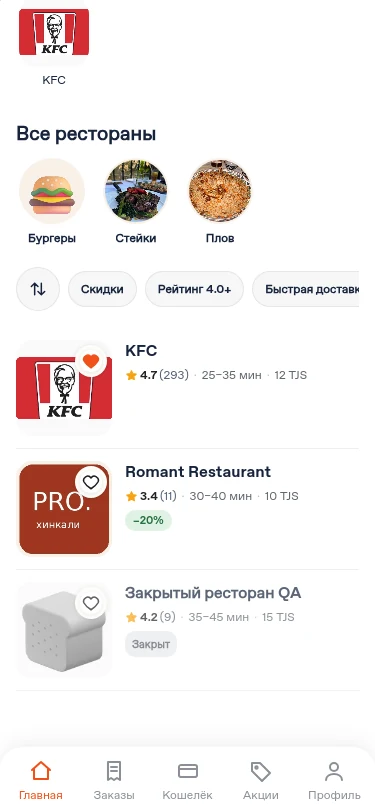 KFC
KFC
Все рестораны
Бургеры
Стейки
Плов
Скидки
Рейтинг 4.0+
Быстрая доставк
KFC
KFC
4.7 (293) · 25–35 мин · 12 TJS
PRO.
хинкали
Romant Restaurant
3.4 (11) · 30–40 мин · 10 TJS
−20%
Закрытый ресторан QA
4.2 (9) · 35–45 мин · 15 TJS
Закрыт
Главная
Заказы
Кошелёк
Акции
Профиль